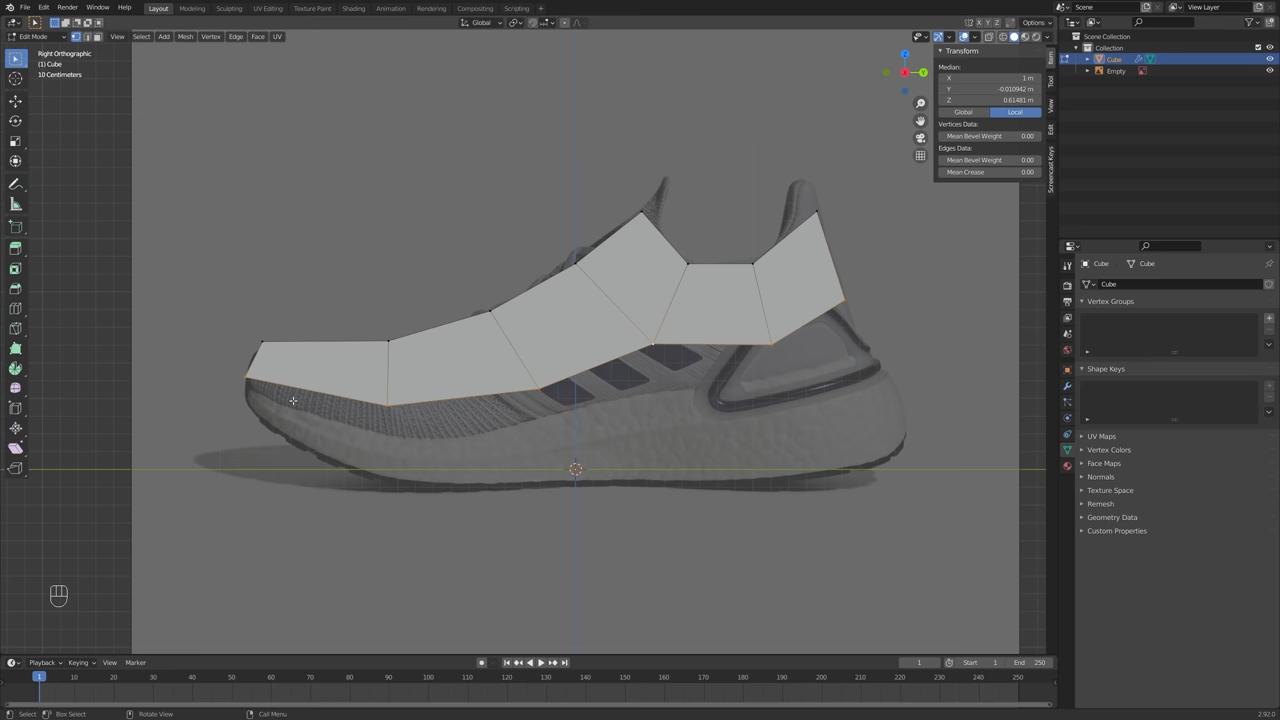 File Edit Render Window Help Layout Modeling Sculpting UV Editing Texture Paint Shading Animation Rendering Compositing Scripting + Scene View Layer
Global X Y Z Options
Edit Mode View Select Add Mesh Vertex Edge Face UV
Right Orthographic
(1) Cube
10 Centimeters
Transform
Median:
X 1 m
Y -0.010942 m
Z 0.61481 m
Global Local
Vertices Data:
Mean Bevel Weight 0.00
Edges Data:
Mean Bevel Weight 0.00
Mean Crease 0.00
Item
Tool
View
Edit
Screencast Keys
Scene Collection
Collection
Cube
Empty
Cube Cube
Cube
Vertex Groups
Shape Keys
UV Maps
Vertex Colors
Face Maps
Normals
Texture Space
Remesh
Geometry Data
Custom Properties
Playback Keying View Marker 1 Start 1 End 250
1 10 20 30 40 50 60 70 80 90 100 110 120 130 140 150 160 170 180 190 200 210 220 230 240 250
Select Box Select Rotate View Call Menu 2.92.0